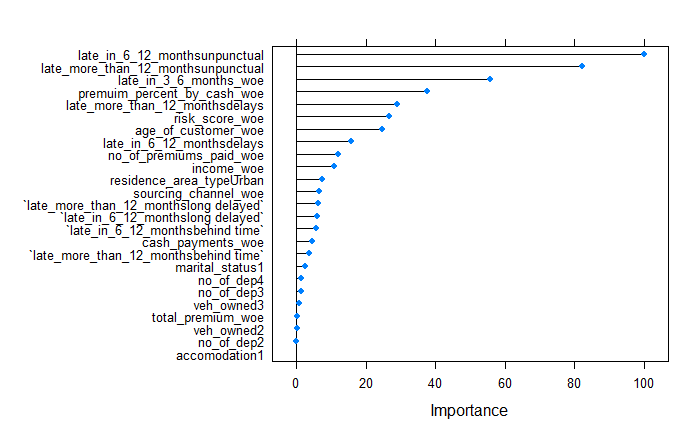 late_in_6_12_monthsunpunctual
late_more_than_12_monthsunpunctual
late_in_3_6_months_woe
premuim_percent_by_cash_woe
late_more_than_12_monthsdelays
risk_score_woe
age_of_customer_woe
late_in_6_12_monthsdelays
no_of_premiums_paid_woe
income_woe
residence_area_typeUrban
sourcing_channel_woe
`late_more_than_12_monthslong delayed`
`late_in_6_12_monthslong delayed`
`late_in_6_12_monthsbehind time`
cash_payments_woe
`late_more_than_12_monthsbehind time`
marital_status1
no_of_dep4
no_of_dep3
veh_owned3
total_premium_woe
veh_owned2
no_of_dep2
accomodation1
0 20 40 60 80 100
Importance